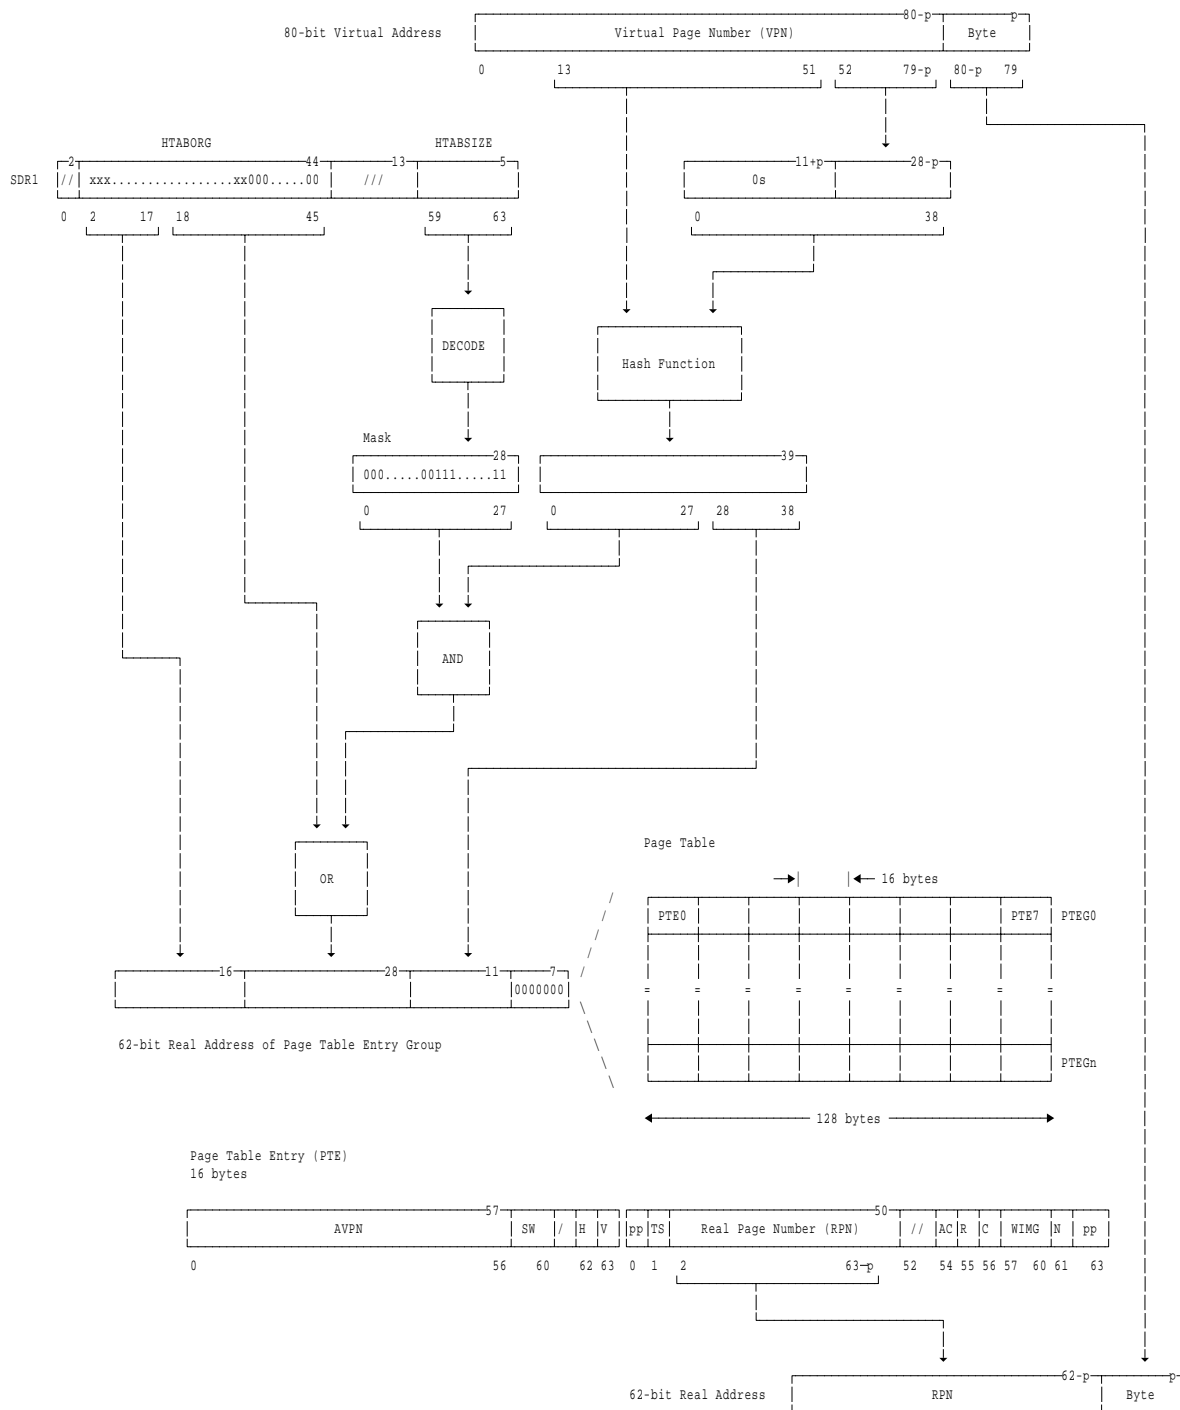 80-p p
80-bit Virtual Address Virtual Page Number (VPN) Byte
0 13 51 52 79-p 80-p 79
HTABORG HTABSIZE
2 44 13 5 11+p 28-p
SDR1 // xxx................xx000.....00 /// 0s
0 2 17 18 45 59 63 0 38
DECODE
Hash Function
Mask
28 39
000.....00111.....11
0 27 0 27 28 38
AND
Page Table
OR 16 bytes
PTE0 PTE7 PTEG0
16 28 11 7
0000000 = = = = = = = = =
62-bit Real Address of Page Table Entry Group
PTEGn
128 bytes
Page Table Entry (PTE)
16 bytes
57 50
AVPN SW / H V pp TS Real Page Number (RPN) // AC R C WIMG N pp
0 56 60 62 63 0 1 2 63-p 52 54 55 56 57 60 61 63
62-p p
62-bit Real Address RPN Byte